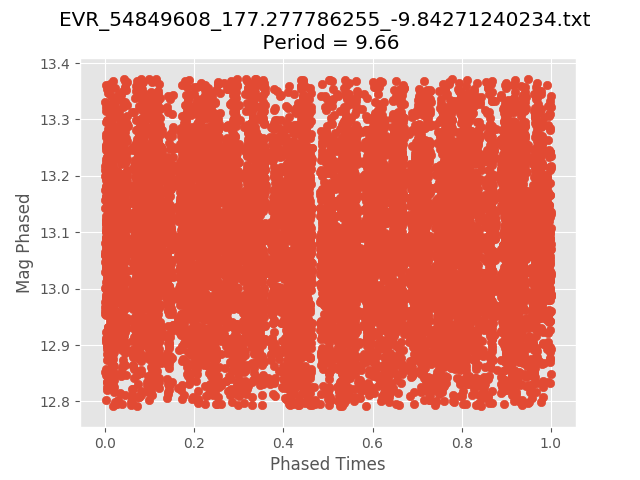 EVR_54849608_177.277786255_-9.84271240234.txt
Period = 9.66
13.4
13.3
13.2
13.1
13.0
12.9
12.8
Mag Phased
0.0 0.2 0.4 0.6 0.8 1.0
Phased Times